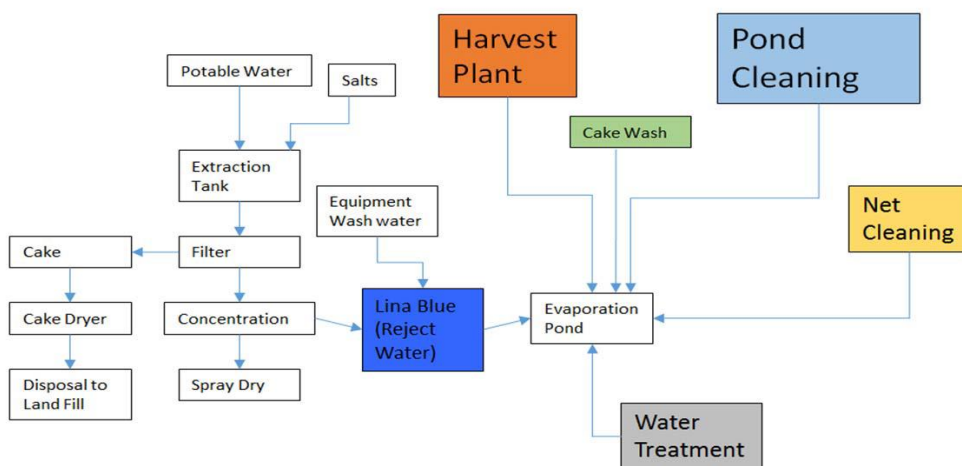 Harvest
Plant
Pond
Cleaning
Potable Water
Salts
Cake Wash
Extraction
Tank
Equipment
Wash water
Net
Cleaning
Cake
Filter
Cake Dryer
Concentration
Lina Blue
(Reject
Water)
Evaporation
Pond
Disposal to
Land Fill
Spray Dry
Water
Treatment